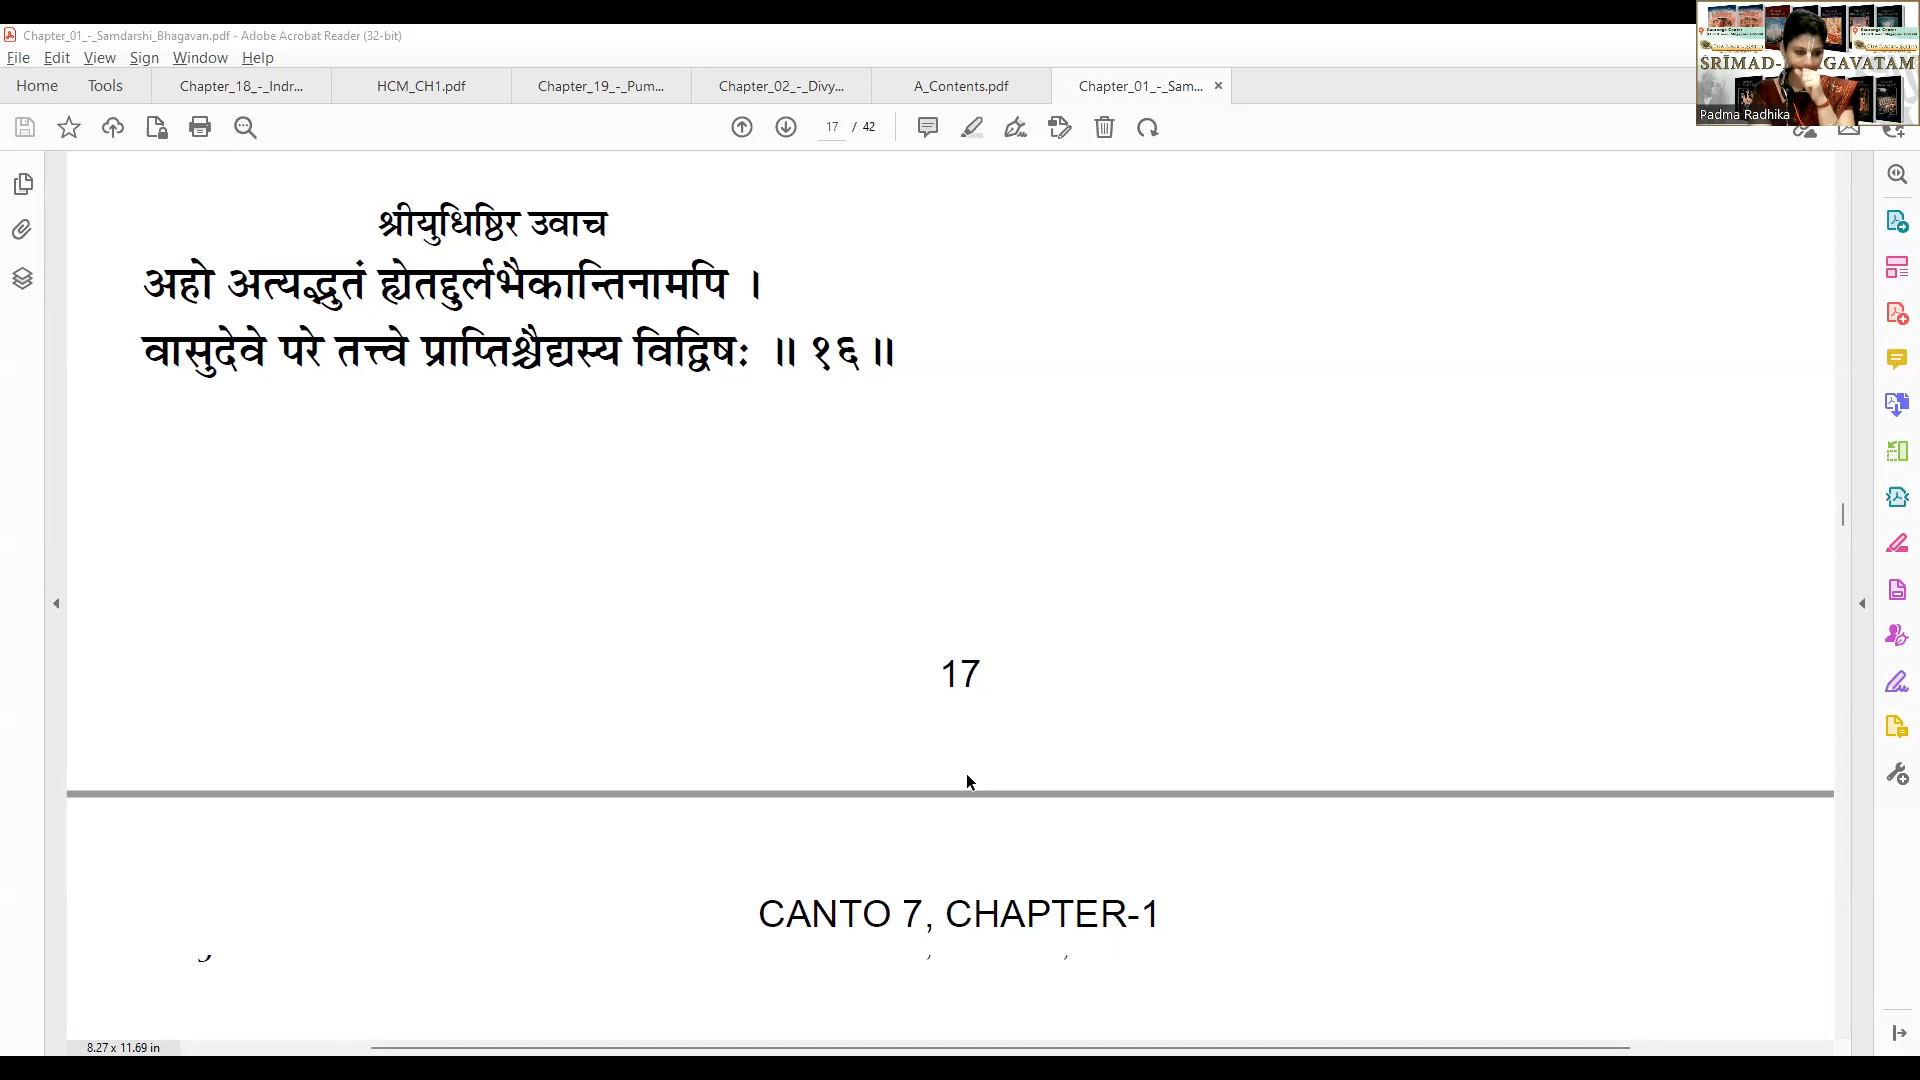 Chapter_01_-_Samdarshi_Bhagavan.pdf - Adobe Acrobat Reader (32-bit)
File Edit View Sign Window Help
Home Tools Chapter_18_-_Indr... HCM_CH1.pdf Chapter_19_-_Pum... Chapter_02_-_Divy... A_Contents.pdf Chapter_01_-_Sam... ×
17 / 42
SRĪMAD-BHAGAVATAM
Padma Radhika
श्रीयुधिष्ठिर उवाच
अहो अत्यद्भुतं ह्येतद्दुर्लभैकान्तिनामपि ।
वासुदेवे परे तत्त्वे प्राप्तिश्चैद्यस्य विद्विषः ॥ १६॥
17
CANTO 7, CHAPTER-1
8.27 x 11.69 in